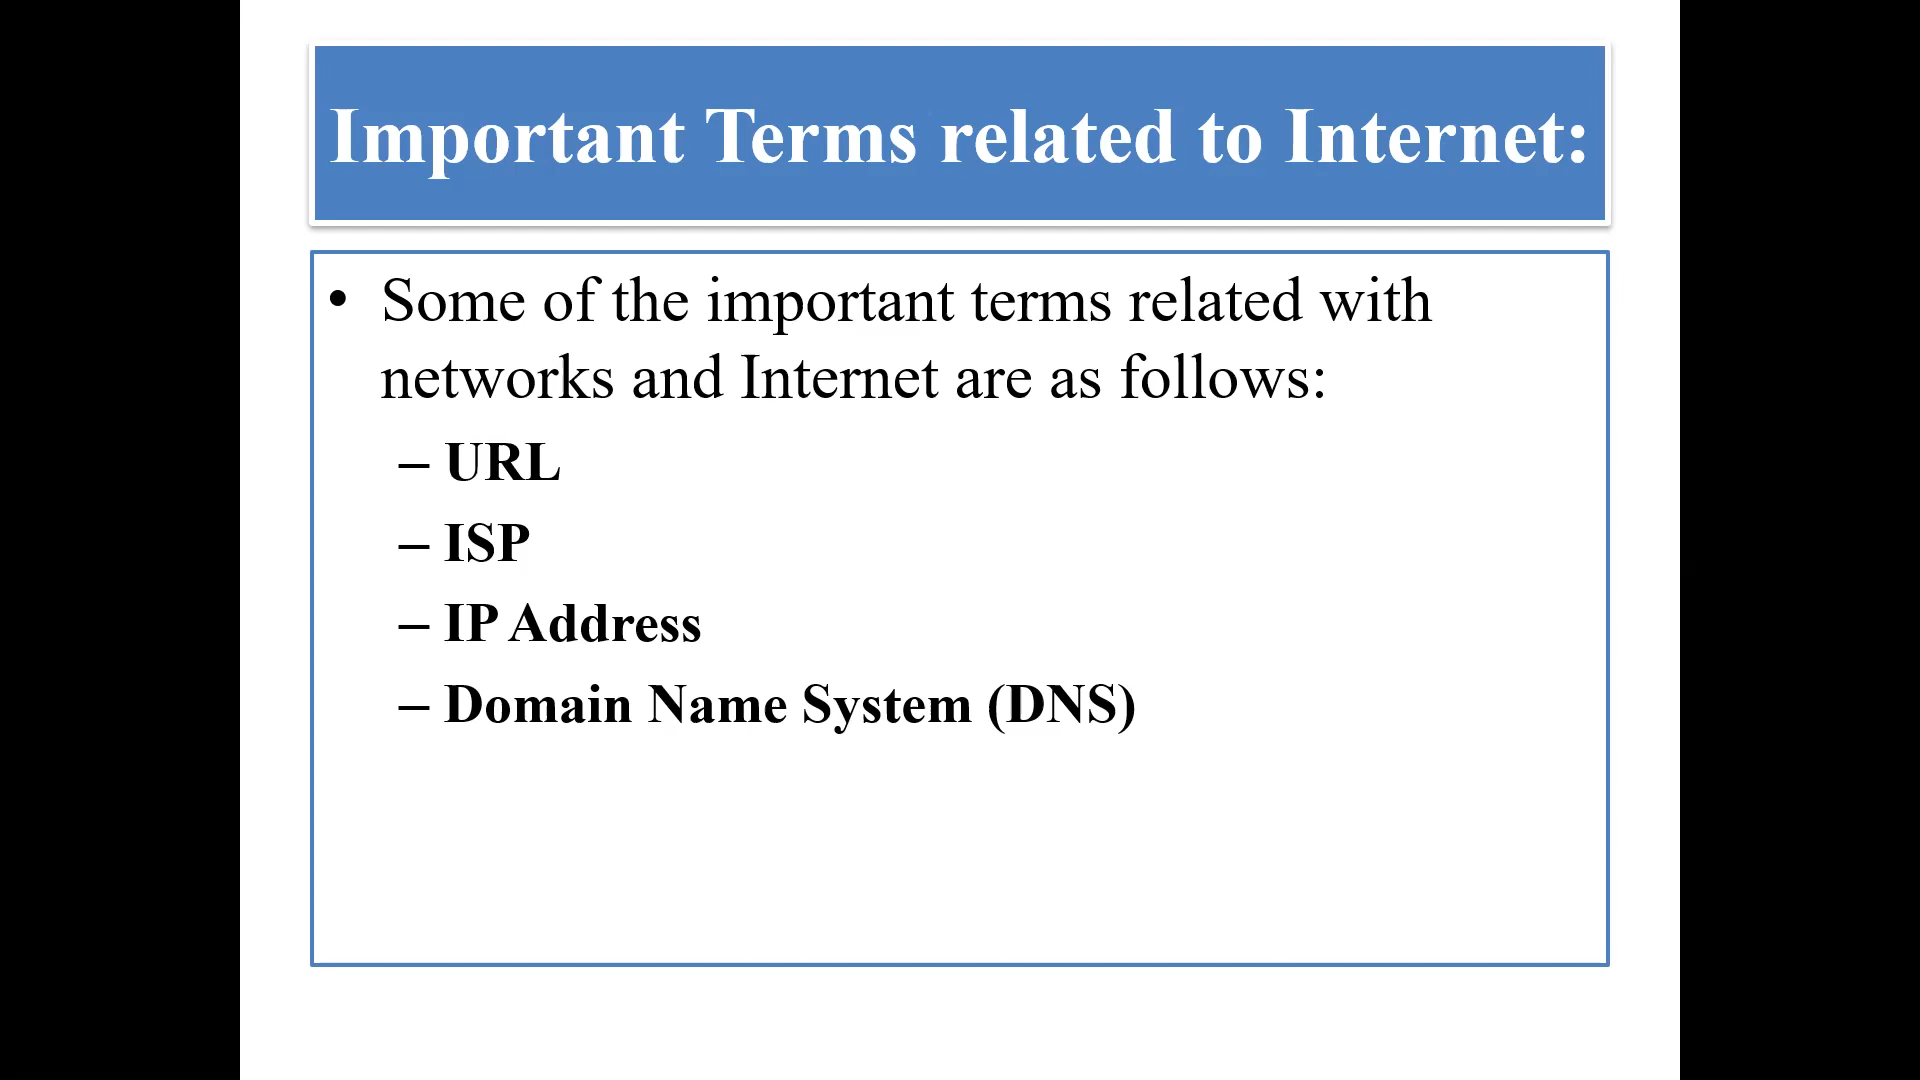 Important Terms related to Internet:
• Some of the important terms related with
networks and Internet are as follows:
– URL
– ISP
– IP Address
– Domain Name System (DNS)